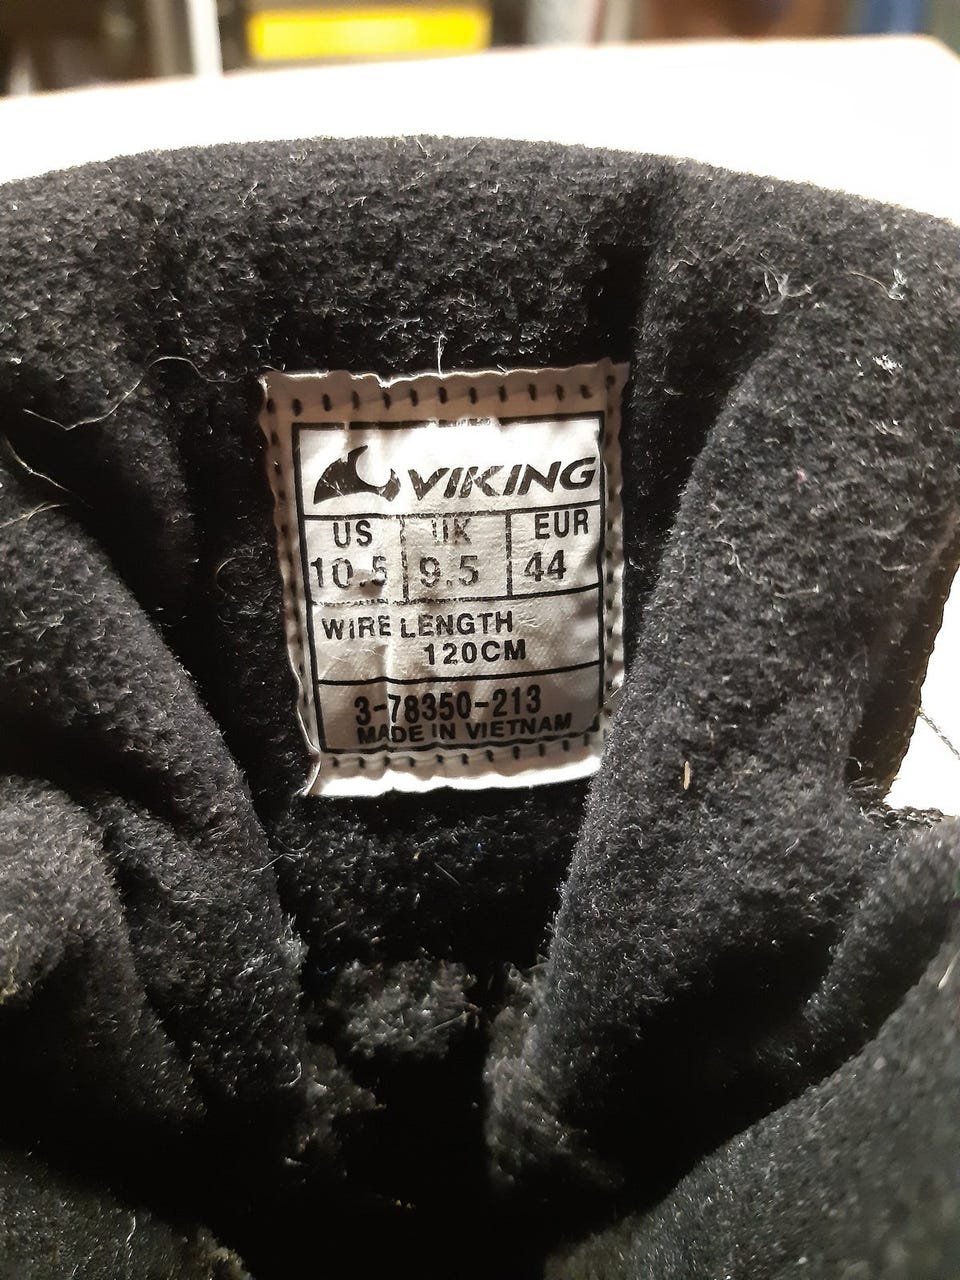 VIKING
US UK EUR
10.5 9.5 44
WIRE LENGTH
120CM
3-78350-213
MADE IN VIETNAM